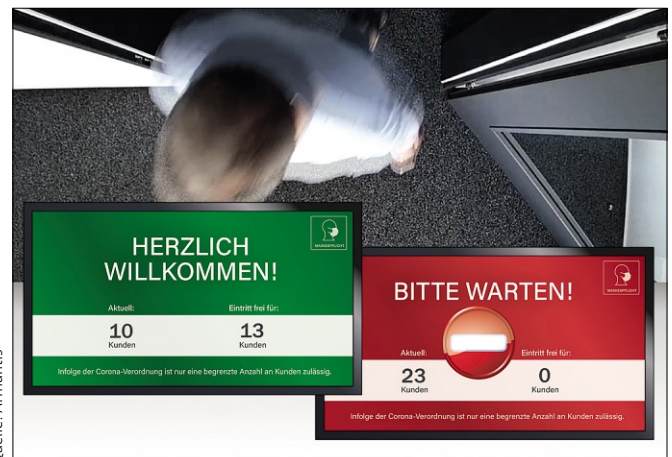 HERZLICH
WILLKOMMEN!
MASKENPFLICHT
Aktuell:
Eintritt frei für:
10
13
Kunden
Kunden
Infolge der Corona-Verordnung ist nur eine begrenzte Anzahl an Kunden zulässig.
BITTE WARTEN!
MASKENPFLICHT
Aktuell:
Eintritt frei für:
23
0
Kunden
Kunden
Infolge der Corona-Verordnung ist nur eine begrenzte Anzahl an Kunden zulässig.